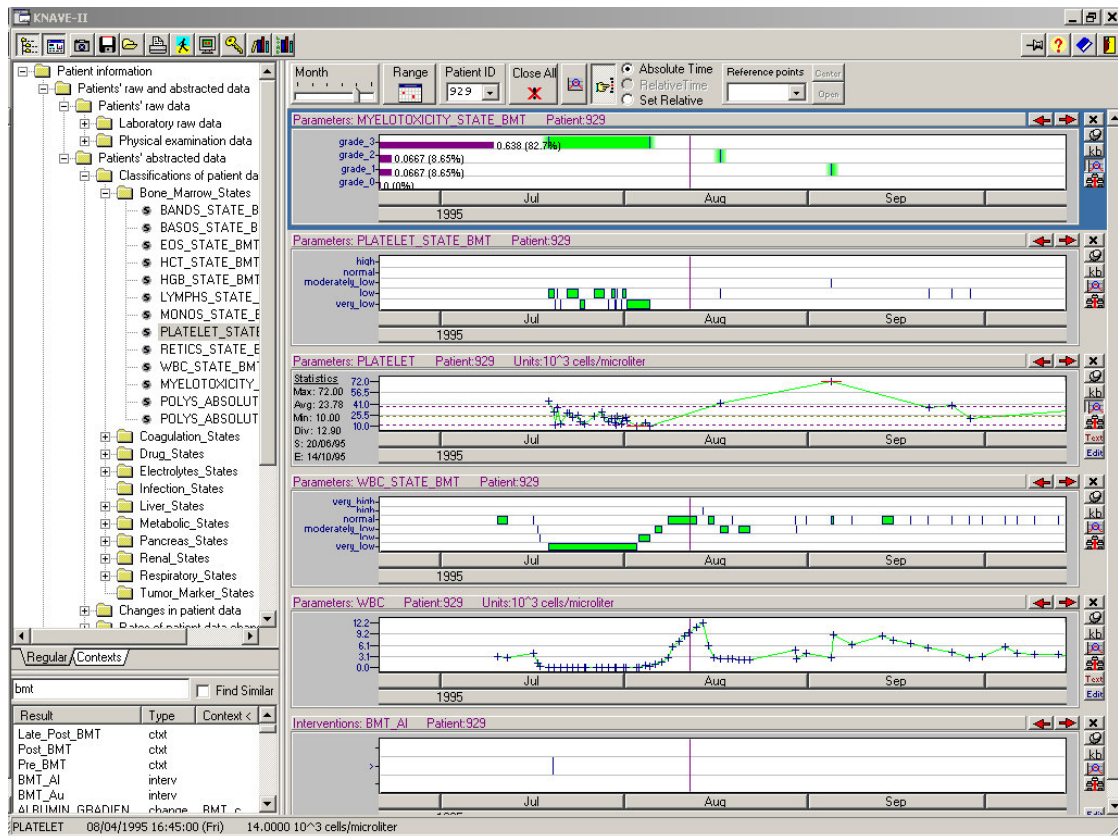 KNAVE-II
Month
Range
Patient ID
929
Close All
Absolute Time
RelativeTime
Set Relative
Reference points
Center
Open
Patient information
Patients' raw and abstracted data
Patients' raw data
Laboratory raw data
Physical examination data
Patients' abstracted data
Classifications of patient da
Bone_Marrow_States
BANDS_STATE_B
BASOS_STATE_B
EOS_STATE_BMT
HCT_STATE_BMT
HGB_STATE_BMT
LYMPHS_STATE_
MONOS_STATE_B
PLATELET_STATE
RETICS_STATE_E
WBC_STATE_BMT
MYELOTOXICITY_
POLYS_ABSOLUT
POLYS_ABSOLUT
Coagulation_States
Drug_States
Electrolytes_States
Infection_States
Liver_States
Metabolic_States
Pancreas_States
Renal_States
Respiratory_States
Tumor_Marker_States
Changes in patient data
Regular Contexts
bmt
Find Similar
Result Type Context <
Late_Post_BMT ctxt
Post_BMT ctxt
Pre_BMT ctxt
BMT_AI interv
BMT_Au interv
ALBUMIN_GRADIEN change BMT_c
Parameters: MYELOTOXICITY_STATE_BMT Patient:929
grade_3 0.638 (82.7%)
grade_2 0.0667 (8.65%)
grade_1 0.0667 (8.65%)
grade_0 0 (0%)
Jul Aug Sep
1995
kb
Parameters: PLATELET_STATE_BMT Patient:929
high
normal
moderately_low
low
very_low
Jul Aug Sep
1995
kb
Parameters: PLATELET Patient:929 Units:10^3 cells/microliter
Statistics
Max: 72.00
Avg: 23.78
Min: 10.00
Div: 12.90
S: 20/06/95
E: 14/10/95
72.0
56.5
41.0
25.5
10.0
Jul Aug Sep
1995
kb
Text
Edit
Parameters: WBC_STATE_BMT Patient:929
very_high
high
normal
moderately_low
low
very_low
Jul Aug Sep
1995
kb
Parameters: WBC Patient:929 Units:10^3 cells/microliter
12.2
9.2
6.1
3.1
0.0
Jul Aug Sep
1995
kb
Text
Edit
Interventions: BMT_AI Patient:929
Jul Aug Sep
kb
PLATELET 08/04/1995 16:45:00 (Fri) 14.0000 10^3 cells/microliter